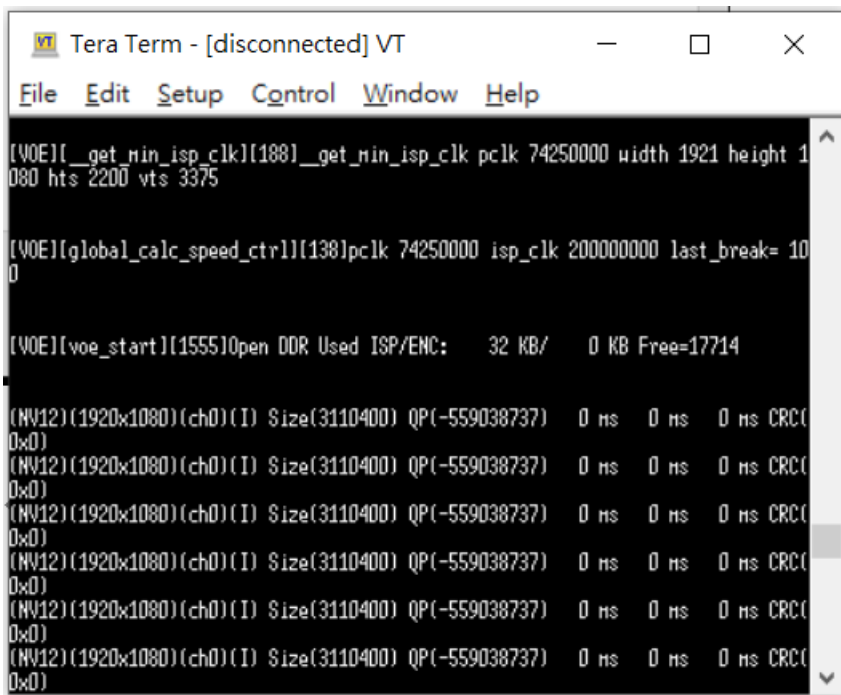 Tera Term - [disconnected] VT
File Edit Setup Control Window Help
[VOE][__get_min_isp_clk][188]__get_min_isp_clk pclk 74250000 width 1921 height 1
080 hts 2200 vts 3375
[VOE][global_calc_speed_ctrl][138]pclk 74250000 isp_clk 200000000 last_break= 10
0
[VOE][voe_start][1555]Open DDR Used ISP/ENC:    32 KB/    0 KB Free=17714
(NV12)(1920x1080)(ch0)(I) Size(3110400) QP(-559038737)   0 ms   0 ms   0 ms CRC(
0x0)
(NV12)(1920x1080)(ch0)(I) Size(3110400) QP(-559038737)   0 ms   0 ms   0 ms CRC(
0x0)
(NV12)(1920x1080)(ch0)(I) Size(3110400) QP(-559038737)   0 ms   0 ms   0 ms CRC(
0x0)
(NV12)(1920x1080)(ch0)(I) Size(3110400) QP(-559038737)   0 ms   0 ms   0 ms CRC(
0x0)
(NV12)(1920x1080)(ch0)(I) Size(3110400) QP(-559038737)   0 ms   0 ms   0 ms CRC(
0x0)
(NV12)(1920x1080)(ch0)(I) Size(3110400) QP(-559038737)   0 ms   0 ms   0 ms CRC(
0x0)